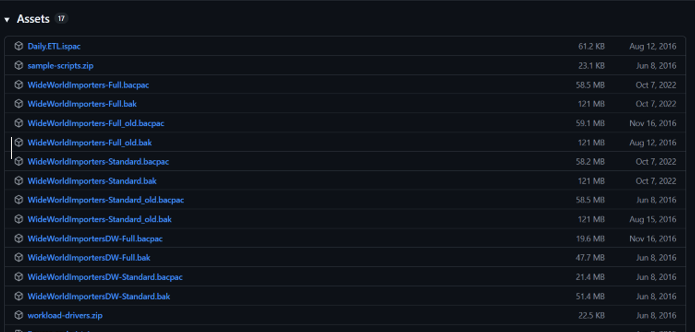 Assets 17
Daily.ETL.ispac 61.2 KB Aug 12, 2016
sample-scripts.zip 23.1 KB Jun 8, 2016
WideWorldImporters-Full.bacpac 58.5 MB Oct 7, 2022
WideWorldImporters-Full.bak 121 MB Oct 7, 2022
WideWorldImporters-Full_old.bacpac 59.1 MB Nov 16, 2016
WideWorldImporters-Full_old.bak 121 MB Aug 12, 2016
WideWorldImporters-Standard.bacpac 58.2 MB Oct 7, 2022
WideWorldImporters-Standard.bak 121 MB Oct 7, 2022
WideWorldImporters-Standard_old.bacpac 58.5 MB Jun 8, 2016
WideWorldImporters-Standard_old.bak 121 MB Aug 15, 2016
WideWorldImportersDW-Full.bacpac 19.6 MB Nov 16, 2016
WideWorldImportersDW-Full.bak 47.7 MB Jun 8, 2016
WideWorldImportersDW-Standard.bacpac 21.4 MB Jun 8, 2016
WideWorldImportersDW-Standard.bak 51.4 MB Jun 8, 2016
workload-drivers.zip 22.5 KB Jun 8, 2016